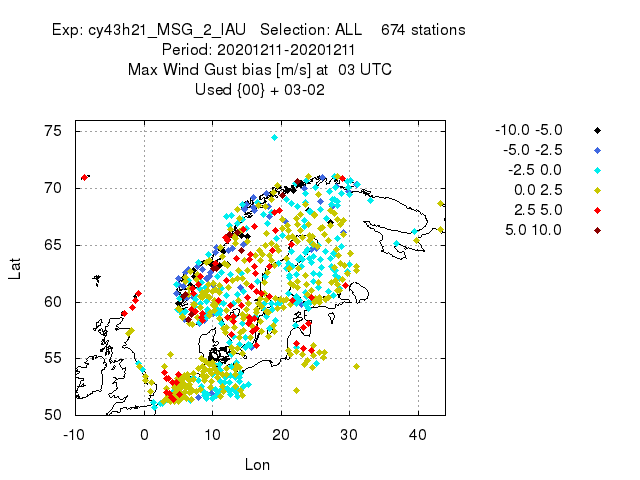 Exp: cy43h21_MSG_2_IAU   Selection: ALL    674 stations
Period: 20201211-20201211
Max Wind Gust bias [m/s] at  03 UTC
Used {00} + 03-02
75
70
65
60
55
50
Lat
-10 0 10 20 30 40
Lon
-10.0 -5.0
-5.0 -2.5
-2.5 0.0
0.0 2.5
2.5 5.0
5.0 10.0